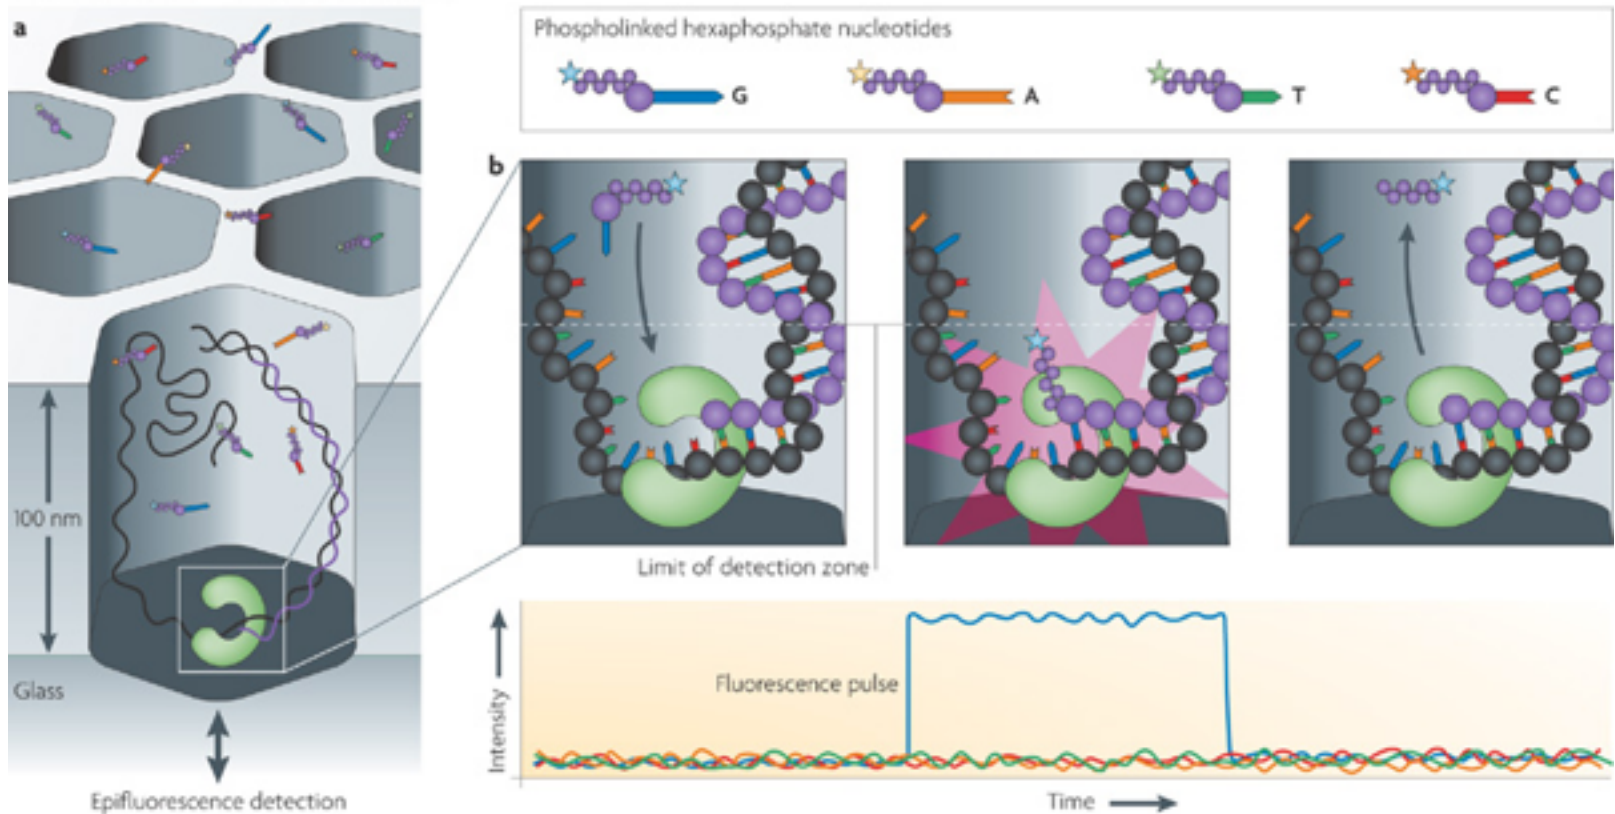 a
Phospholinked hexaphosphate nucleotides
G
A
T
C
b
100 nm
Limit of detection zone
Glass
Fluorescence pulse
Intensity
Epifluorescence detection
Time